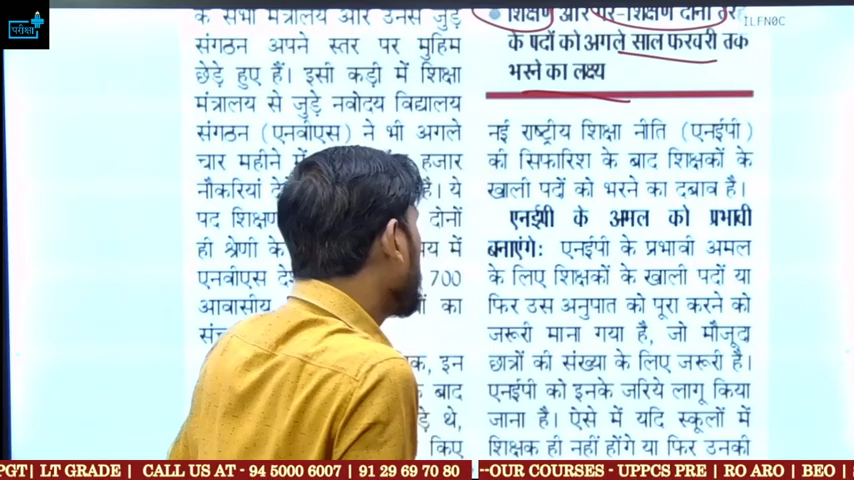 परीक्षा
ILFN0C
के सभी मंत्रालय और उनसे जुड़े
संगठन अपने स्तर पर मुहिम
छेड़े हुए हैं। इसी कड़ी में शिक्षा
मंत्रालय से जुड़े नवोदय विद्यालय
संगठन (एनवीएस) ने भी अगले
चार महीने में हजार
नौकरियां है। ये
पद शिक्षण दोनों
ही श्रेणी के में
एनवीएस 700
आवासीय का
इन
बाद
थे,
किए
शिक्षण और गैर-शिक्षण दोनों तरह
के पदों को अगले साल फरवरी तक
भरने का लक्ष्य
नई राष्ट्रीय शिक्षा नीति (एनईपी)
की सिफारिश के बाद शिक्षकों के
खाली पदों को भरने का दबाव है।
एनईपी के अमल को प्रभावी
बनाएंगे: एनईपी के प्रभावी अमल
के लिए शिक्षकों के खाली पदों या
फिर उस अनुपात को पूरा करने को
जरूरी माना गया है, जो मौजूदा
छात्रों की संख्या के लिए जरूरी है।
एनईपी को इनके जरिये लागू किया
जाना है। ऐसे में यदि स्कूलों में
शिक्षक ही नहीं होंगे या फिर उनकी
PGT| LT GRADE | CALL US AT - 94 5000 6007 | 91 29 69 70 80 --OUR COURSES - UPPCS PRE | RO ARO | BEO |